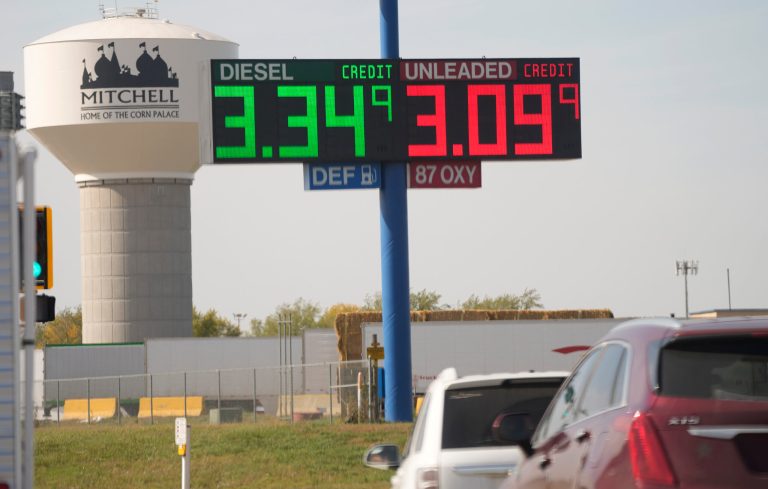 MITCHELL
HOME OF THE CORN PALACE
DIESEL CREDIT UNLEADED CREDIT
3.34 9 3.09 9
DEF 87 OXY
XT5